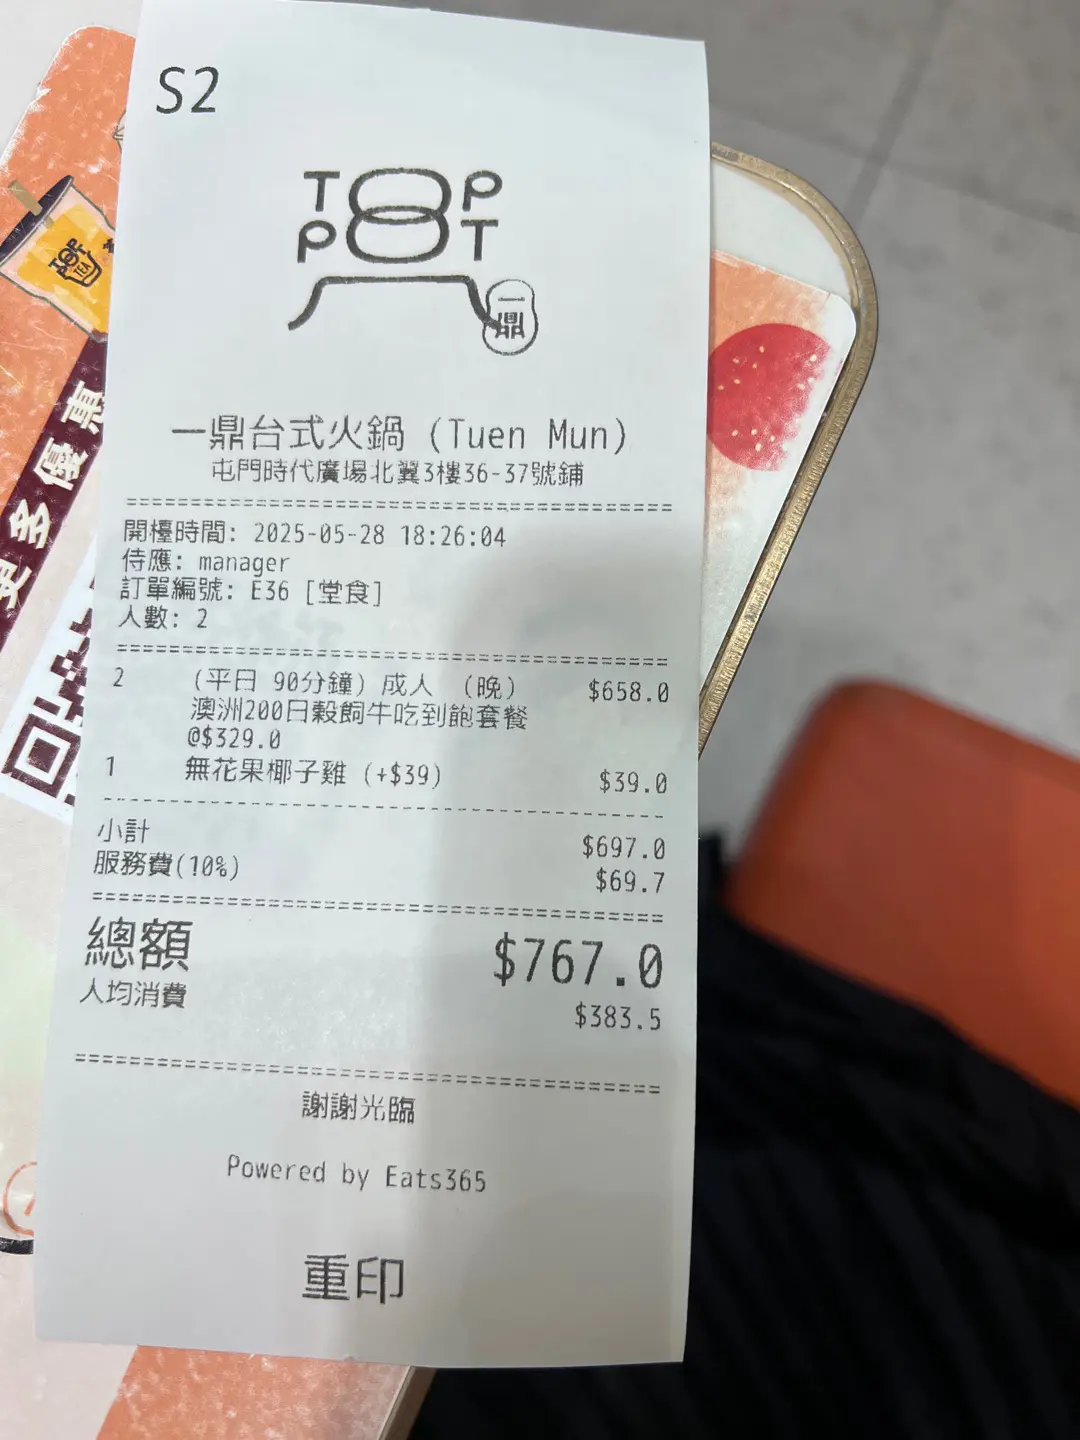 S2
TOP
POT
一鼎
一鼎台式火鍋 (Tuen Mun)
屯門時代廣場北翼3樓36-37號鋪
開檯時間: 2025-05-28 18:26:04
侍應: manager
訂單編號: E36 [堂食]
人數: 2
2 (平日 90分鐘) 成人 (晚) $658.0
澳洲200日穀飼牛吃到飽套餐
@$329.0
1 無花果椰子雞 (+$39) $39.0
小計 $697.0
服務費(10%) $69.7
總額 $767.0
人均消費 $383.5
謝謝光臨
Powered by Eats365
重印
更多優惠
TOP
TEA